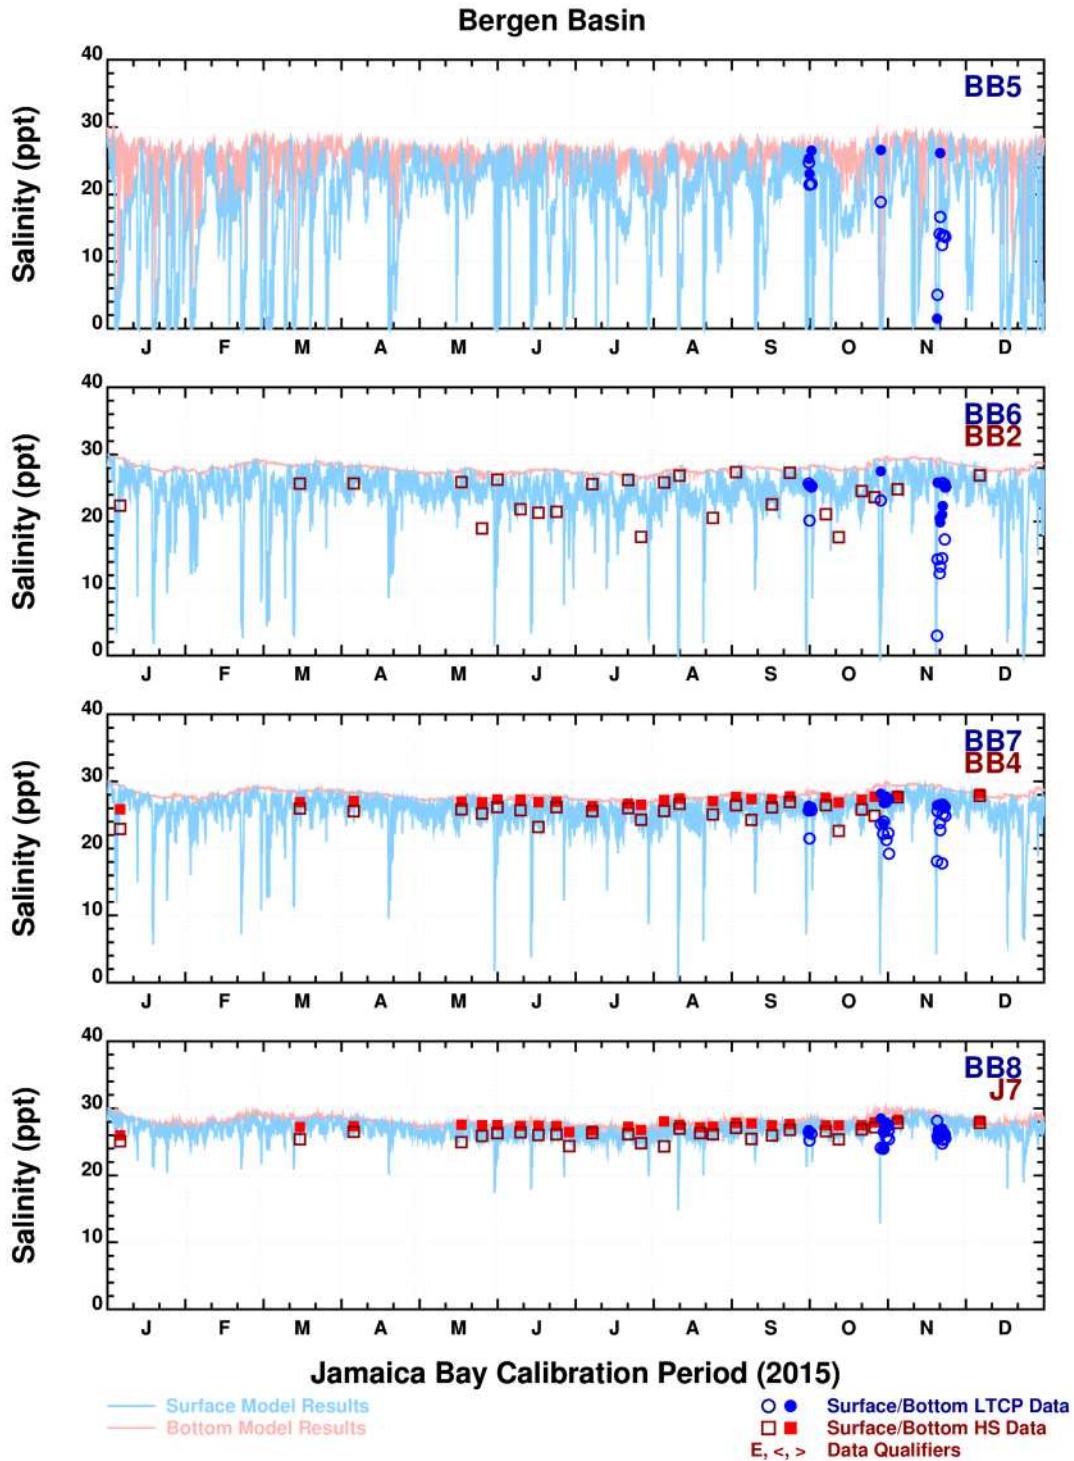 Bergen Basin
40
BB5
30
Salinity (ppt)
20
10
0
J F M A M J J A S O N D
40
BB6
BB2
30
Salinity (ppt)
20
10
0
J F M A M J J A S O N D
40
BB7
BB4
30
Salinity (ppt)
20
10
0
J F M A M J J A S O N D
40
BB8
J7
30
Salinity (ppt)
20
10
0
J F M A M J J A S O N D
Jamaica Bay Calibration Period (2015)
Surface Model Results
Bottom Model Results
Surface/Bottom LTCP Data
Surface/Bottom HS Data
E, <, > Data Qualifiers